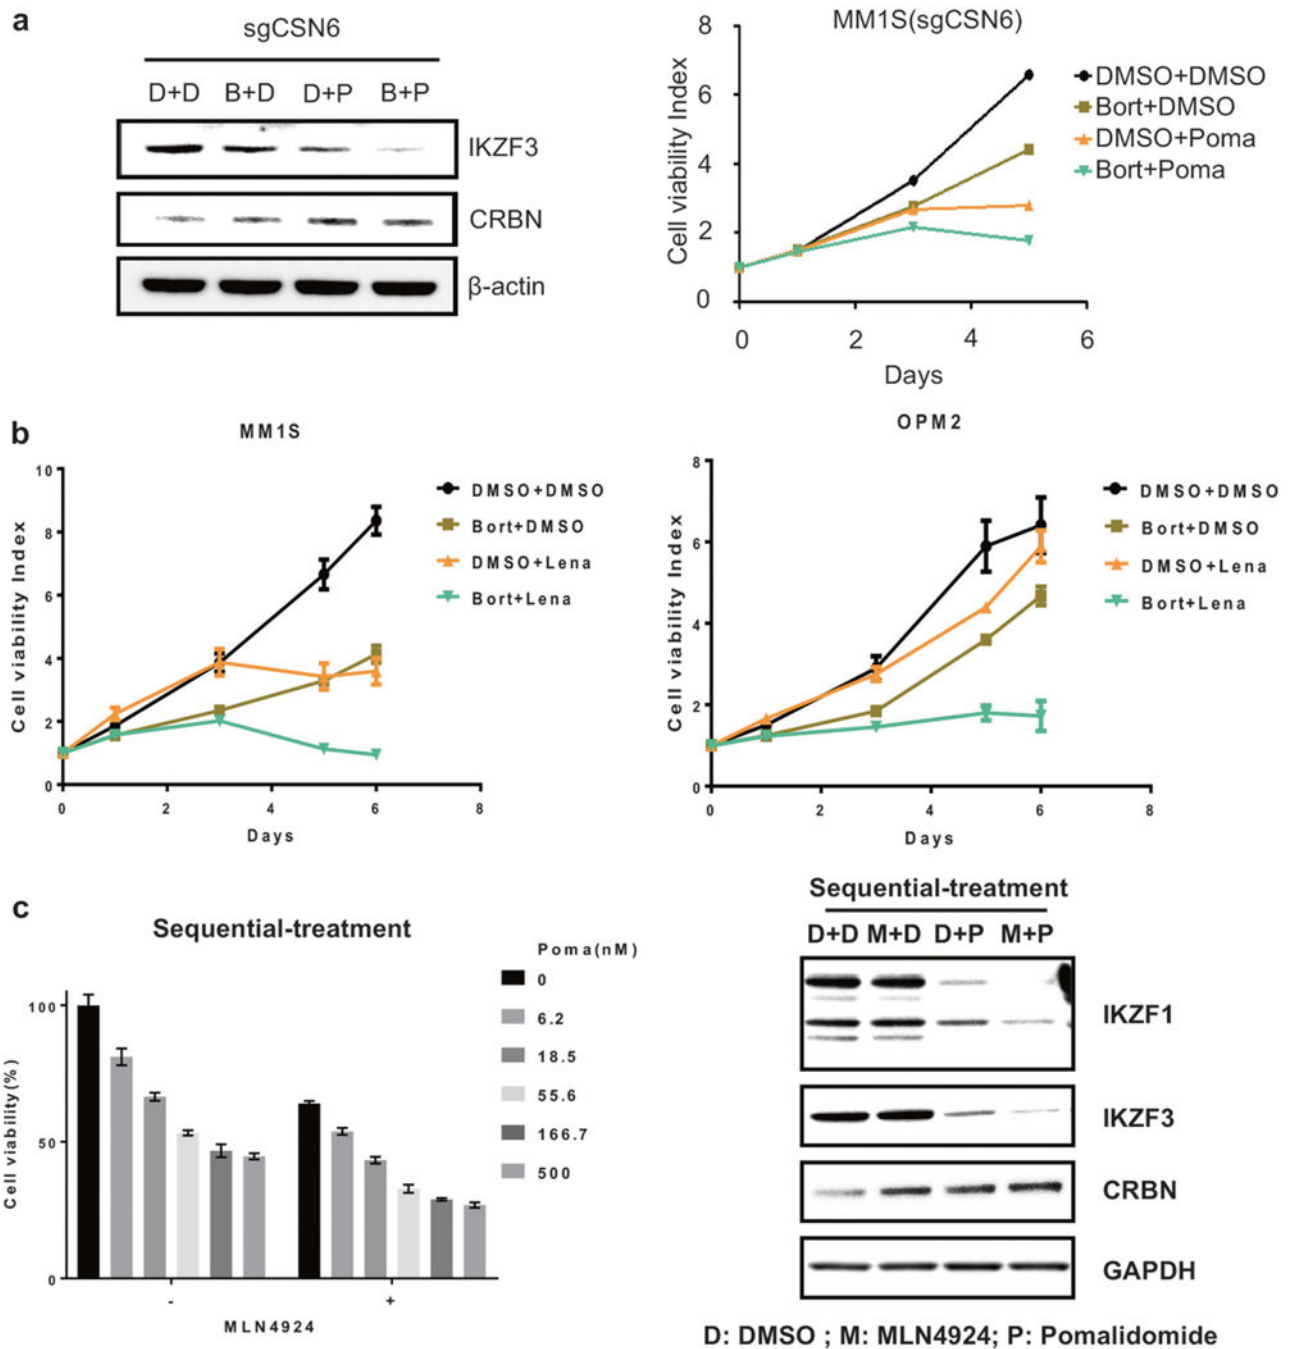 a
sgCSN6
D+D B+D D+P B+P
IKZF3
CRBN
β-actin
MM1S(sgCSN6)
8
6
4
2
0
Cell viability Index
0 2 4 6
Days
DMSO+DMSO
Bort+DMSO
DMSO+Poma
Bort+Poma
b
MM1S
10
8
6
4
2
0
Cell viability Index
0 2 4 6 8
Days
DMSO+DMSO
Bort+DMSO
DMSO+Lena
Bort+Lena
OPM2
8
6
4
2
0
Cell viability Index
0 2 4 6 8
Days
DMSO+DMSO
Bort+DMSO
DMSO+Lena
Bort+Lena
c
Sequential-treatment
100
50
0
Cell viability(%)
- +
MLN4924
Poma(nM)
0
6.2
18.5
55.6
166.7
500
Sequential-treatment
D+D M+D D+P M+P
IKZF1
IKZF3
CRBN
GAPDH
D: DMSO ; M: MLN4924; P: Pomalidomide